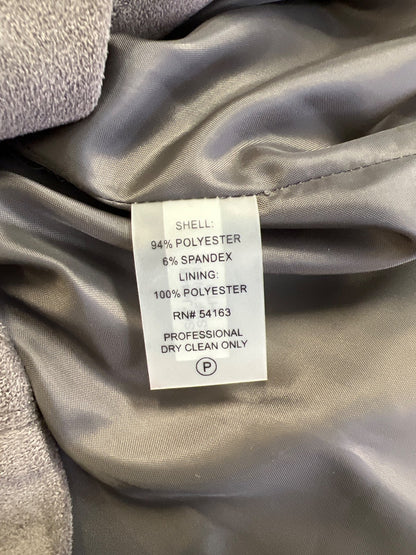 SHELL:
94% POLYESTER
6% SPANDEX
LINING:
100% POLYESTER
RN# 54163
PROFESSIONAL
DRY CLEAN ONLY
P